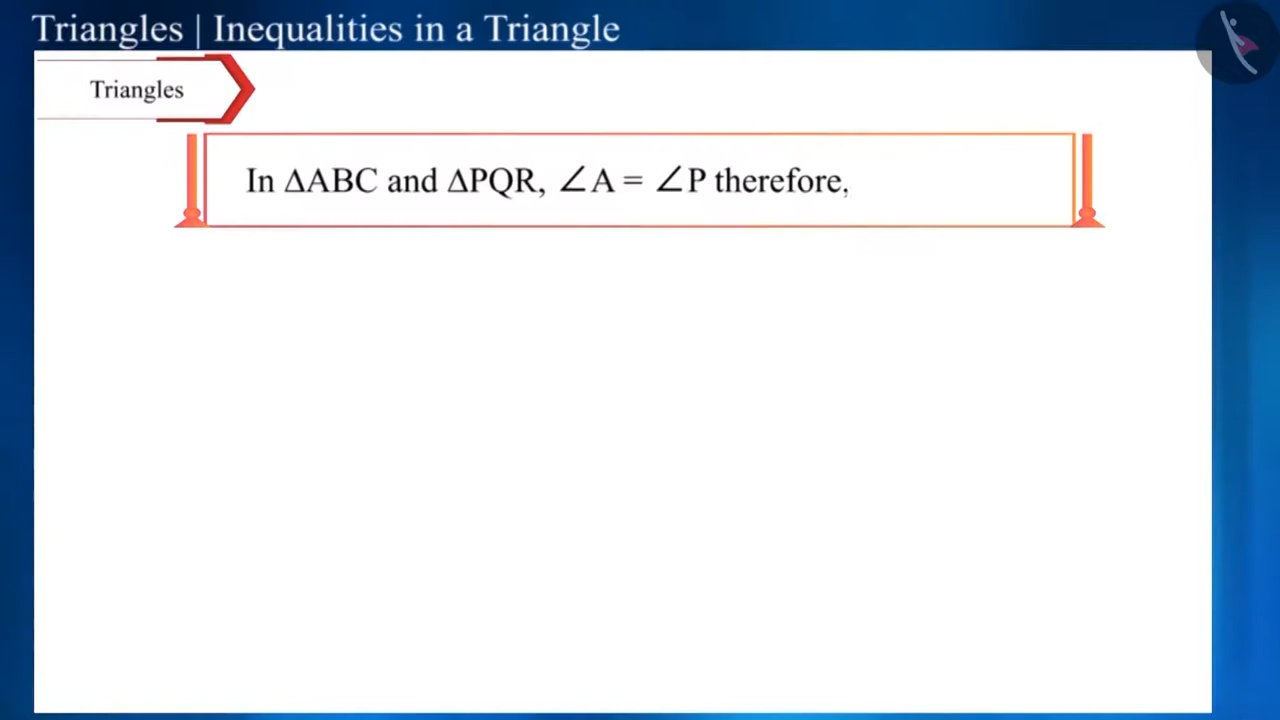 Triangles | Inequalities in a Triangle
Triangles
In ΔABC and ΔPQR, ∠A = ∠P therefore,